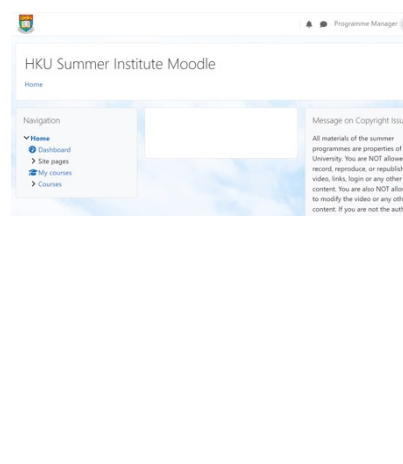 Programme Manager
HKU Summer Institute Moodle
Home
Navigation
Home
Dashboard
Site pages
My courses
Courses
Message on Copyright Issu
All materials of the summer
programmes are properties of
University. You are NOT allowe
record, reproduce, or republish
video, links, login or any other
content. You are also NOT allo
to modify the video or any oth
content. If you are not the auth